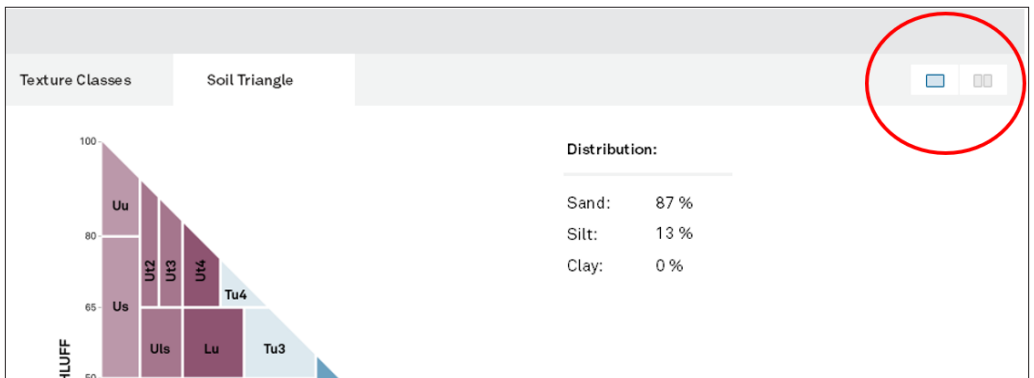 Texture Classes Soil Triangle
100
Distribution:
Uu
Sand: 87 %
80
Silt: 13 %
Ut2 Ut3 Ut4
Clay: 0 %
Tu4
65 Us
Uls Lu Tu3
50